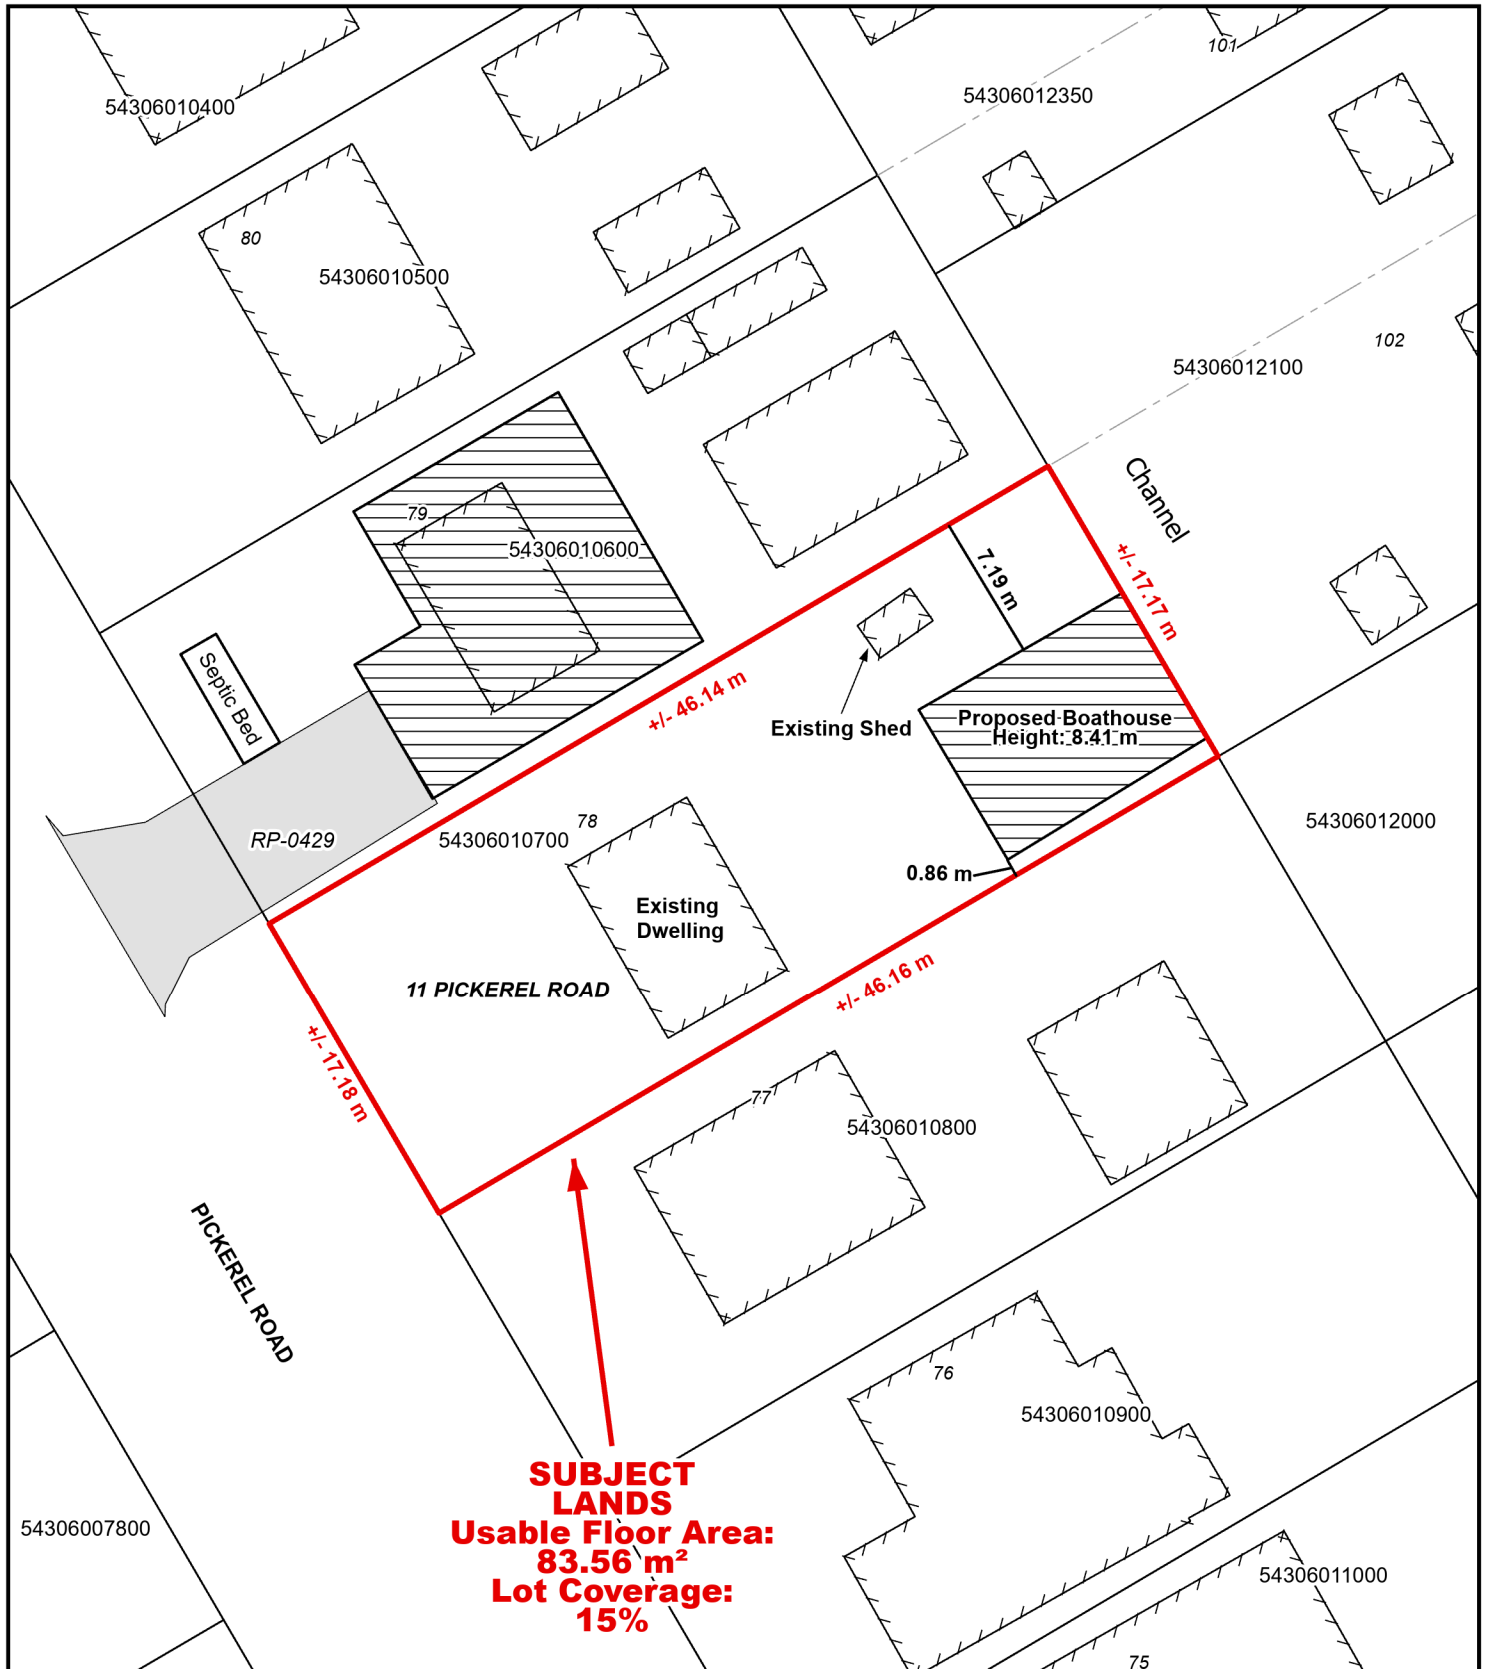 101
54306012350
54306010400
80
54306010500
102
54306012100
Channel
79
54306010600
+/- 17.17 m
7.19 m
Septic Bed
+/- 46.14 m
Existing Shed
Proposed Boathouse
Height: 8.41 m
54306012000
78
54306010700
RP-0429
0.86 m
Existing
Dwelling
11 PICKEREL ROAD
+/- 46.16 m
+/- 17.18 m
77
54306010800
PICKEREL ROAD
76
54306010900
SUBJECT
LANDS
Usable Floor Area:
83.56 m²
Lot Coverage:
15%
54306007800
54306011000
75